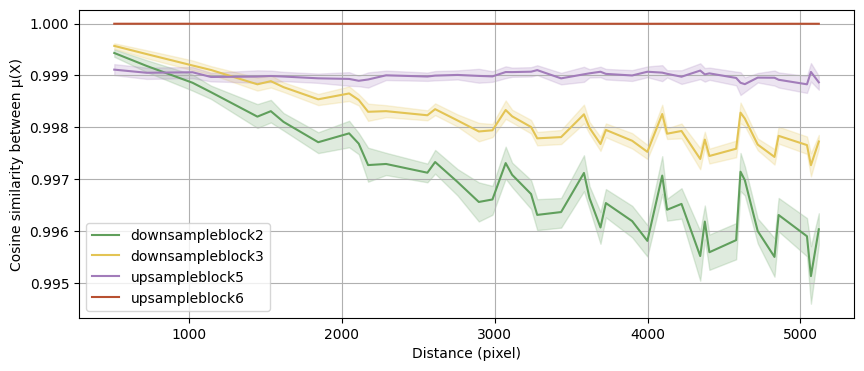 Cosine similarity between μ(X)
1.000
0.999
0.998
0.997
0.996
0.995
downsampleblock2
downsampleblock3
upsampleblock5
upsampleblock6
1000
2000
3000
4000
5000
Distance (pixel)